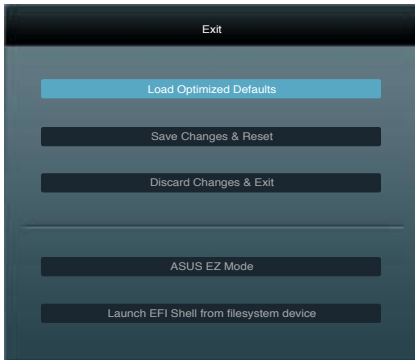 Exit
Load Optimized Defaults
Save Changes & Reset
Discard Changes & Exit
ASUS EZ Mode
Launch EFI Shell from filesystem device